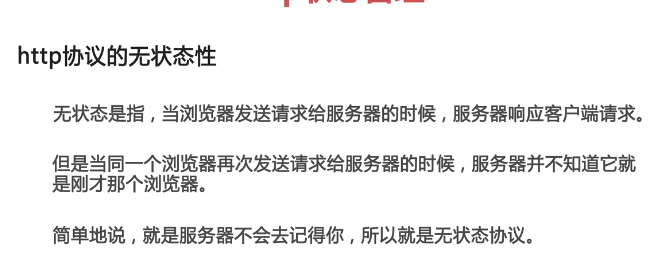 http协议的无状态性
无状态是指，当浏览器发送请求给服务器的时候，服务器响应客户端请求。
但是当同一个浏览器再次发送请求给服务器的时候，服务器并不知道它就
是刚才那个浏览器。
简单地说，就是服务器不会去记得你，所以就是无状态协议。